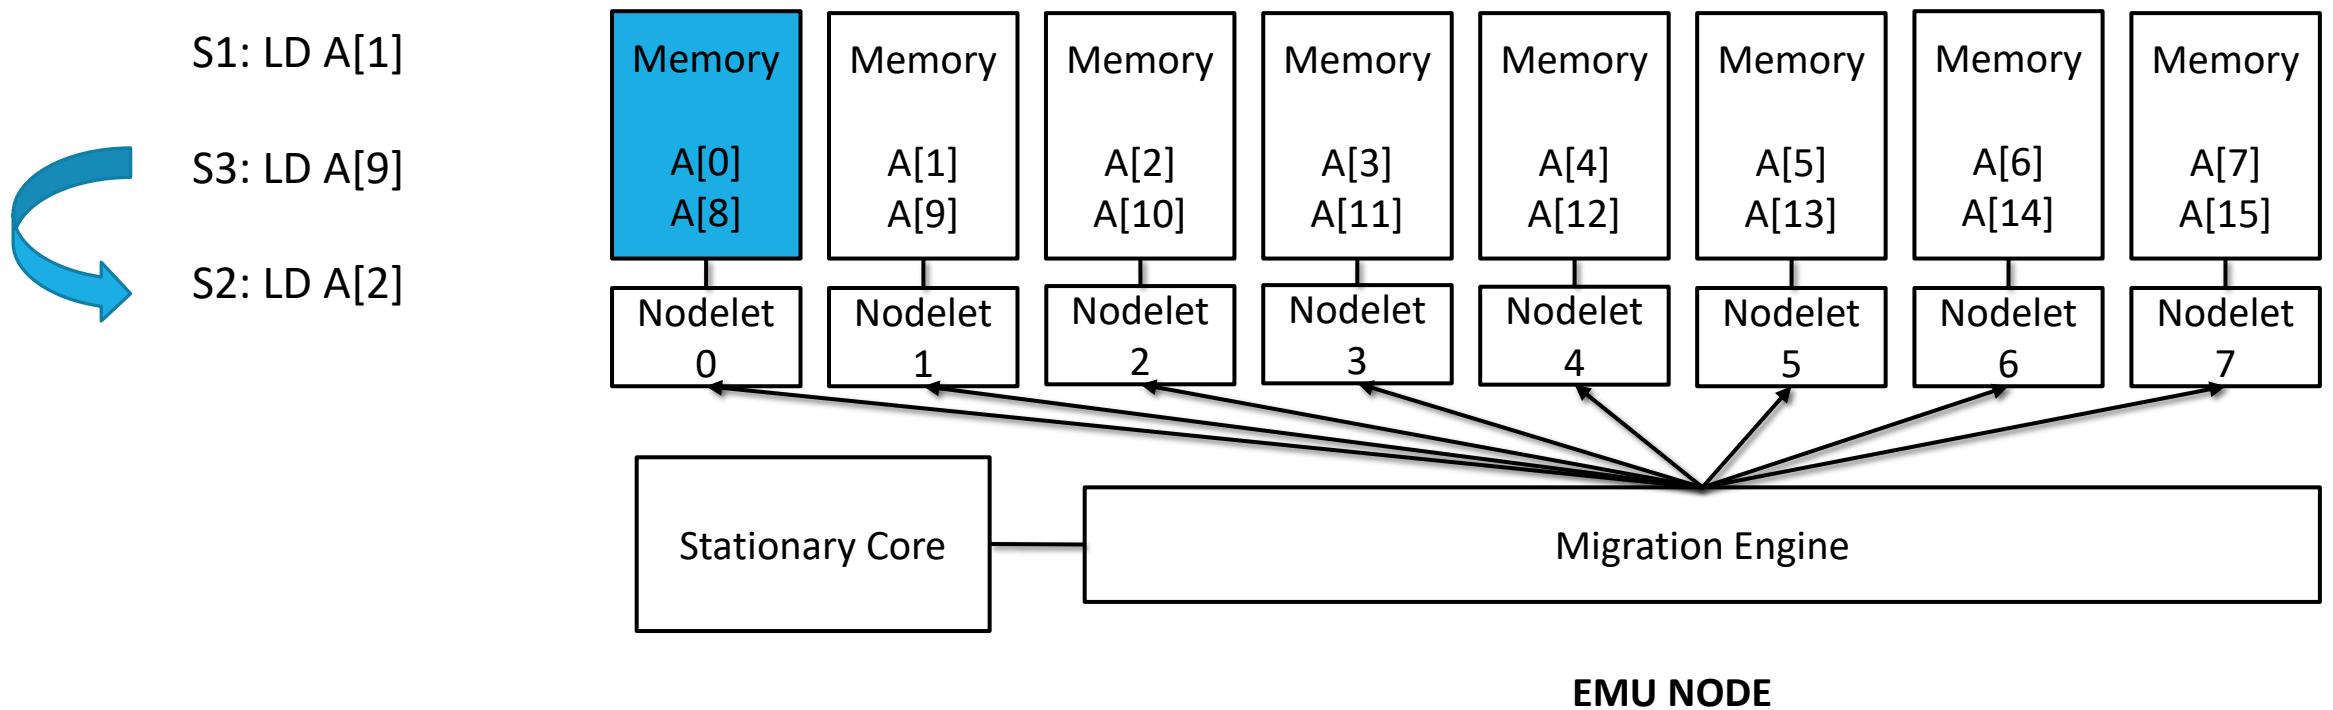 S1: LD A[1]
S3: LD A[9]
S2: LD A[2]
Memory
A[0]
A[8]
Memory
A[1]
A[9]
Memory
A[2]
A[10]
Memory
A[3]
A[11]
Memory
A[4]
A[12]
Memory
A[5]
A[13]
Memory
A[6]
A[14]
Memory
A[7]
A[15]
Nodelet
0
Nodelet
1
Nodelet
2
Nodelet
3
Nodelet
4
Nodelet
5
Nodelet
6
Nodelet
7
Stationary Core
Migration Engine
EMU NODE